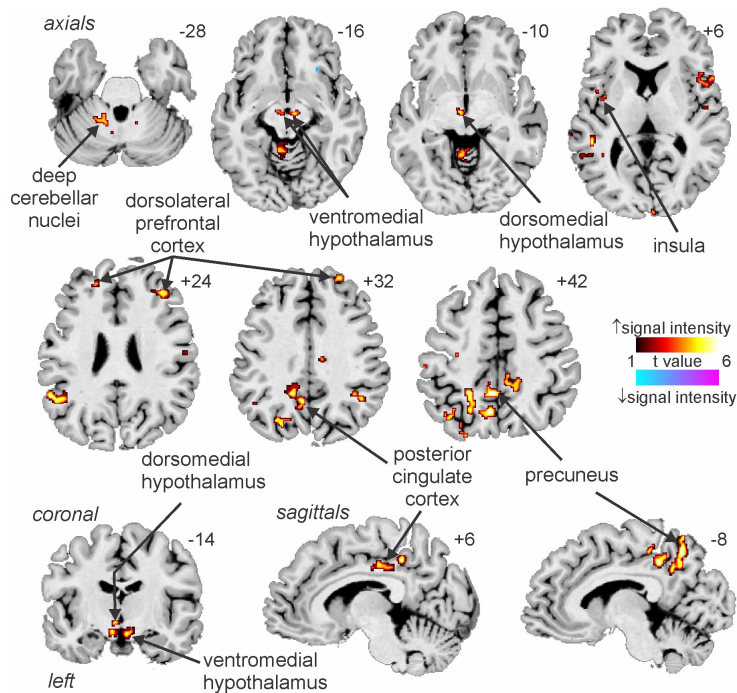 axials
-28
-16
-10
+6
deep
cerebellar
nuclei
dorsolateral
prefrontal
cortex
ventromedial
hypothalamus
dorsomedial
hypothalamus
insula
+24
+32
+42
↑signal intensity
1 t value 6
↓signal intensity
dorsomedial
hypothalamus
posterior
cingulate
cortex
precuneus
coronal
-14
sagittals
+6
-8
left
ventromedial
hypothalamus